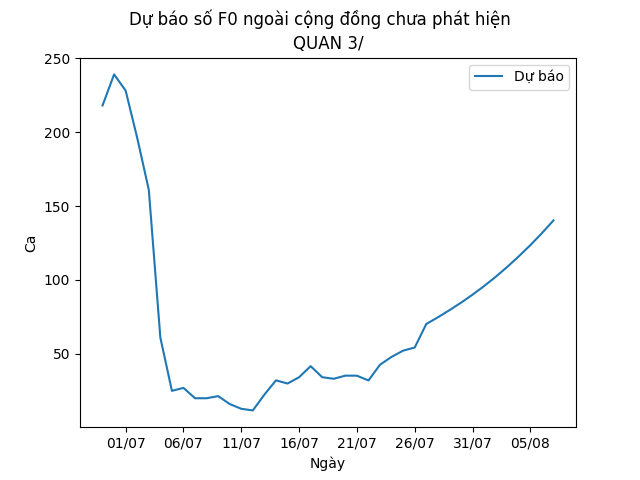 Dự báo số F0 ngoài cộng đồng chưa phát hiện
QUAN 3/
Dự báo
250
200
150
100
50
Ca
01/07 06/07 11/07 16/07 21/07 26/07 31/07 05/08
Ngày